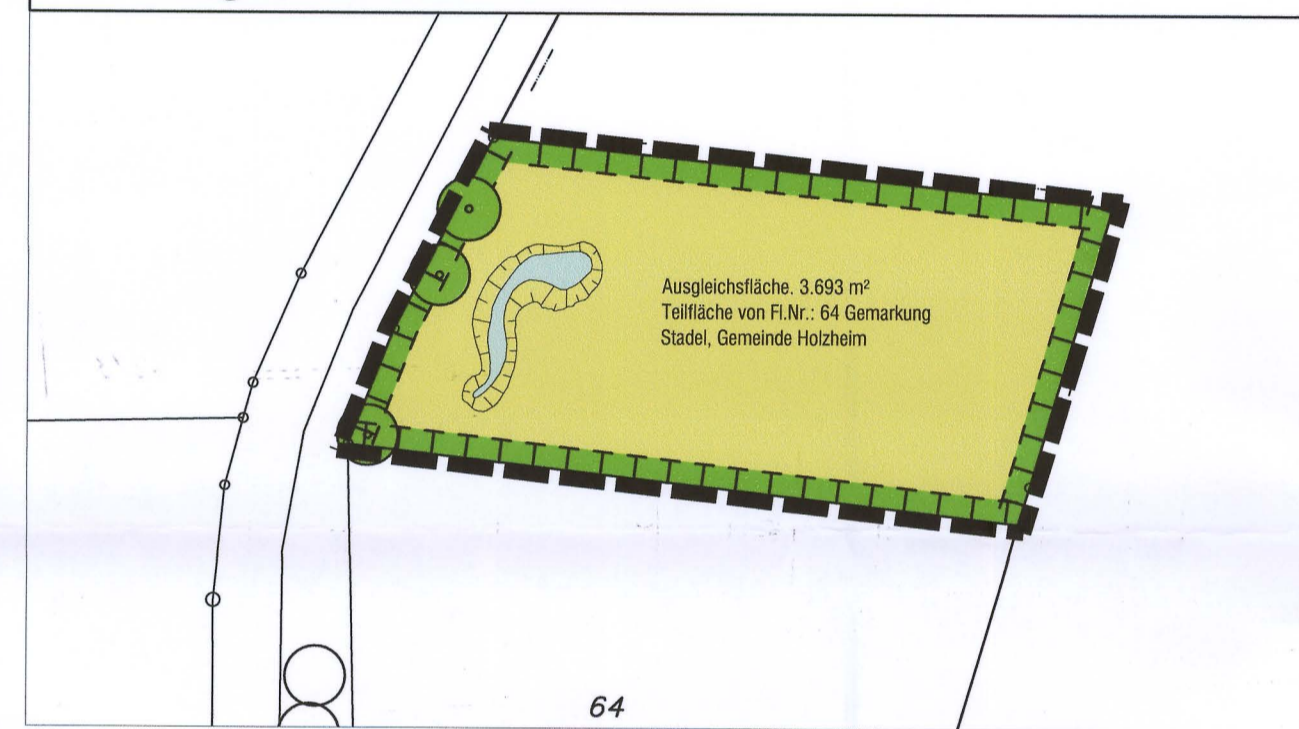 Ausgleichsfläche. 3.693 m²
Teilfläche von Fl.Nr.: 64 Gemarkung
Stadel, Gemeinde Holzheim
64